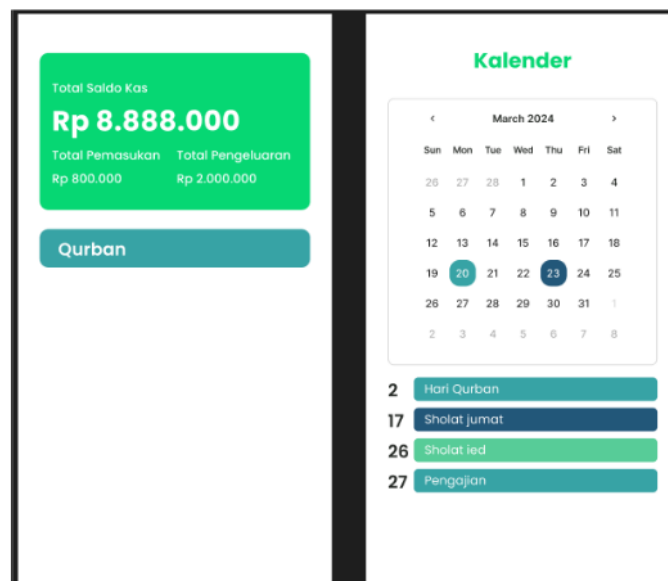 Total Saldo Kas
Rp 8.888.000
Total Pemasukan Total Pengeluaran
Rp 800.000 Rp 2.000.000
Qurban
Kalender
‹ March 2024 ›
Sun Mon Tue Wed Thu Fri Sat
26 27 28 1 2 3 4
5 6 7 8 9 10 11
12 13 14 15 16 17 18
19 20 21 22 23 24 25
26 27 28 29 30 31 1
2 3 4 5 6 7 8
2 Hari Qurban
17 Sholat jumat
26 Sholat ied
27 Pengajian